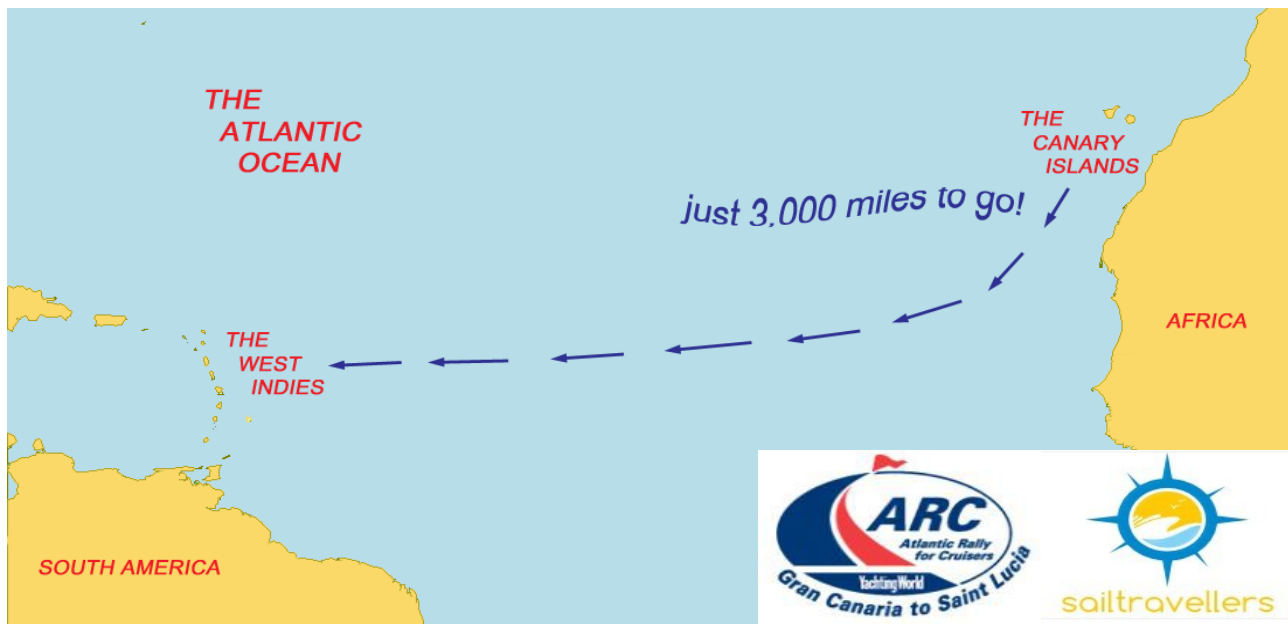 THE
ATLANTIC
OCEAN
THE
CANARY
ISLANDS
just 3,000 miles to go!
AFRICA
THE
WEST
INDIES
SOUTH AMERICA
ARC
Atlantic Rally
for Cruisers
Yachting World
Gran Canaria to Saint Lucia
sailtravellers